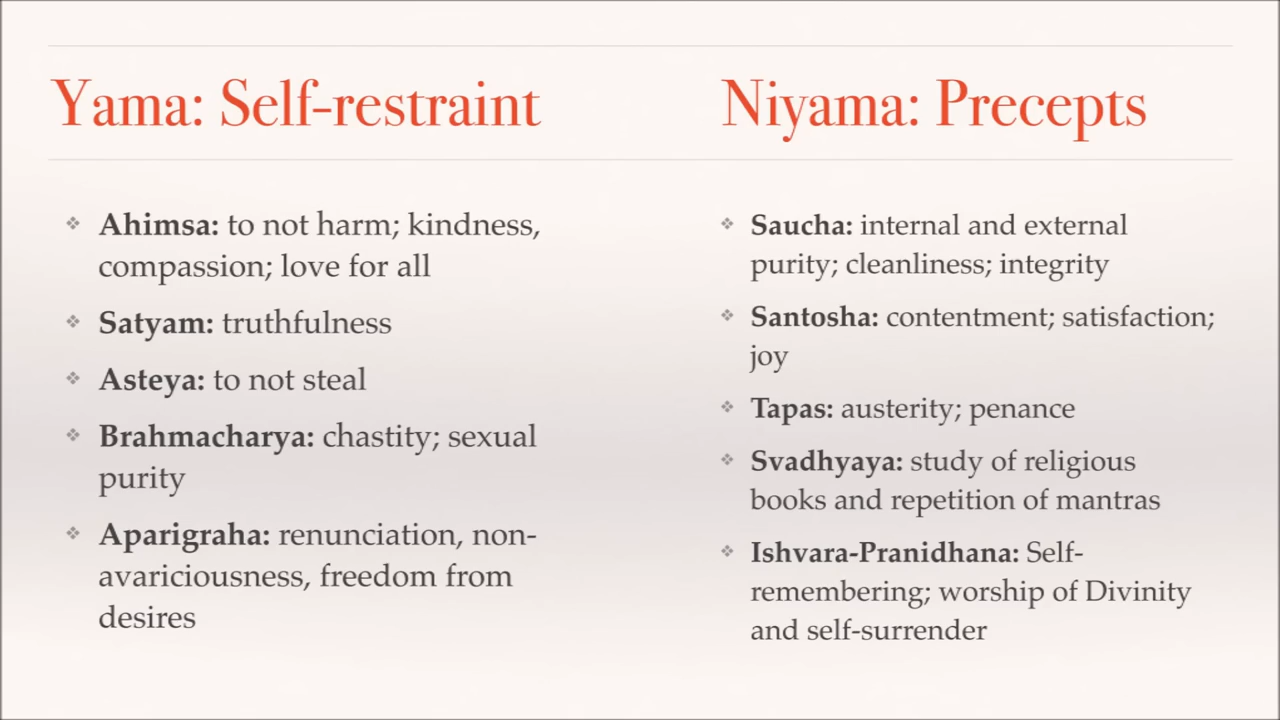 Yama: Self-restraint
Ahimsa: to not harm; kindness,
compassion; love for all
Satyam: truthfulness
Asteya: to not steal
Brahmacharya: chastity; sexual
purity
Aparigraha: renunciation, non-
avariciousness, freedom from
desires
Niyama: Precepts
Saucha: internal and external
purity; cleanliness; integrity
Santosha: contentment; satisfaction;
joy
Tapas: austerity; penance
Svadhyaya: study of religious
books and repetition of mantras
Ishvara-Pranidhana: Self-
remembering; worship of Divinity
and self-surrender